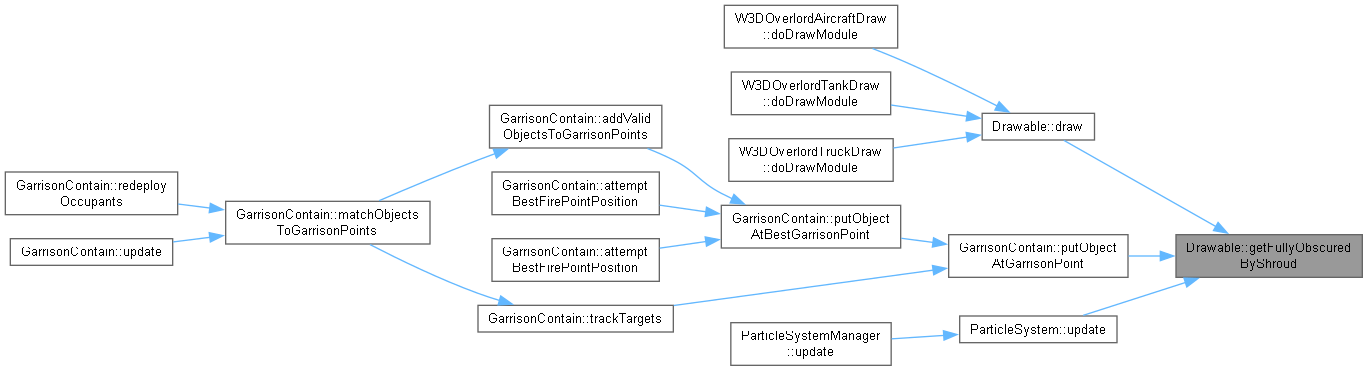 W3DOverlordAircraftDraw
::doDrawModule
W3DOverlordTankDraw
::doDrawModule
GarrisonContain::addValid
ObjectsToGarrisonPoints
Drawable::draw
W3DOverlordTruckDraw
::doDrawModule
GarrisonContain::redeploy
Occupants
GarrisonContain::attempt
BestFirePointPosition
GarrisonContain::matchObjects
ToGarrisonPoints
GarrisonContain::putObject
AtBestGarrisonPoint
GarrisonContain::update
GarrisonContain::attempt
BestFirePointPosition
GarrisonContain::putObject
AtGarrisonPoint
Drawable::getFullyObscured
ByShroud
GarrisonContain::trackTargets
ParticleSystem::update
ParticleSystemManager
::update